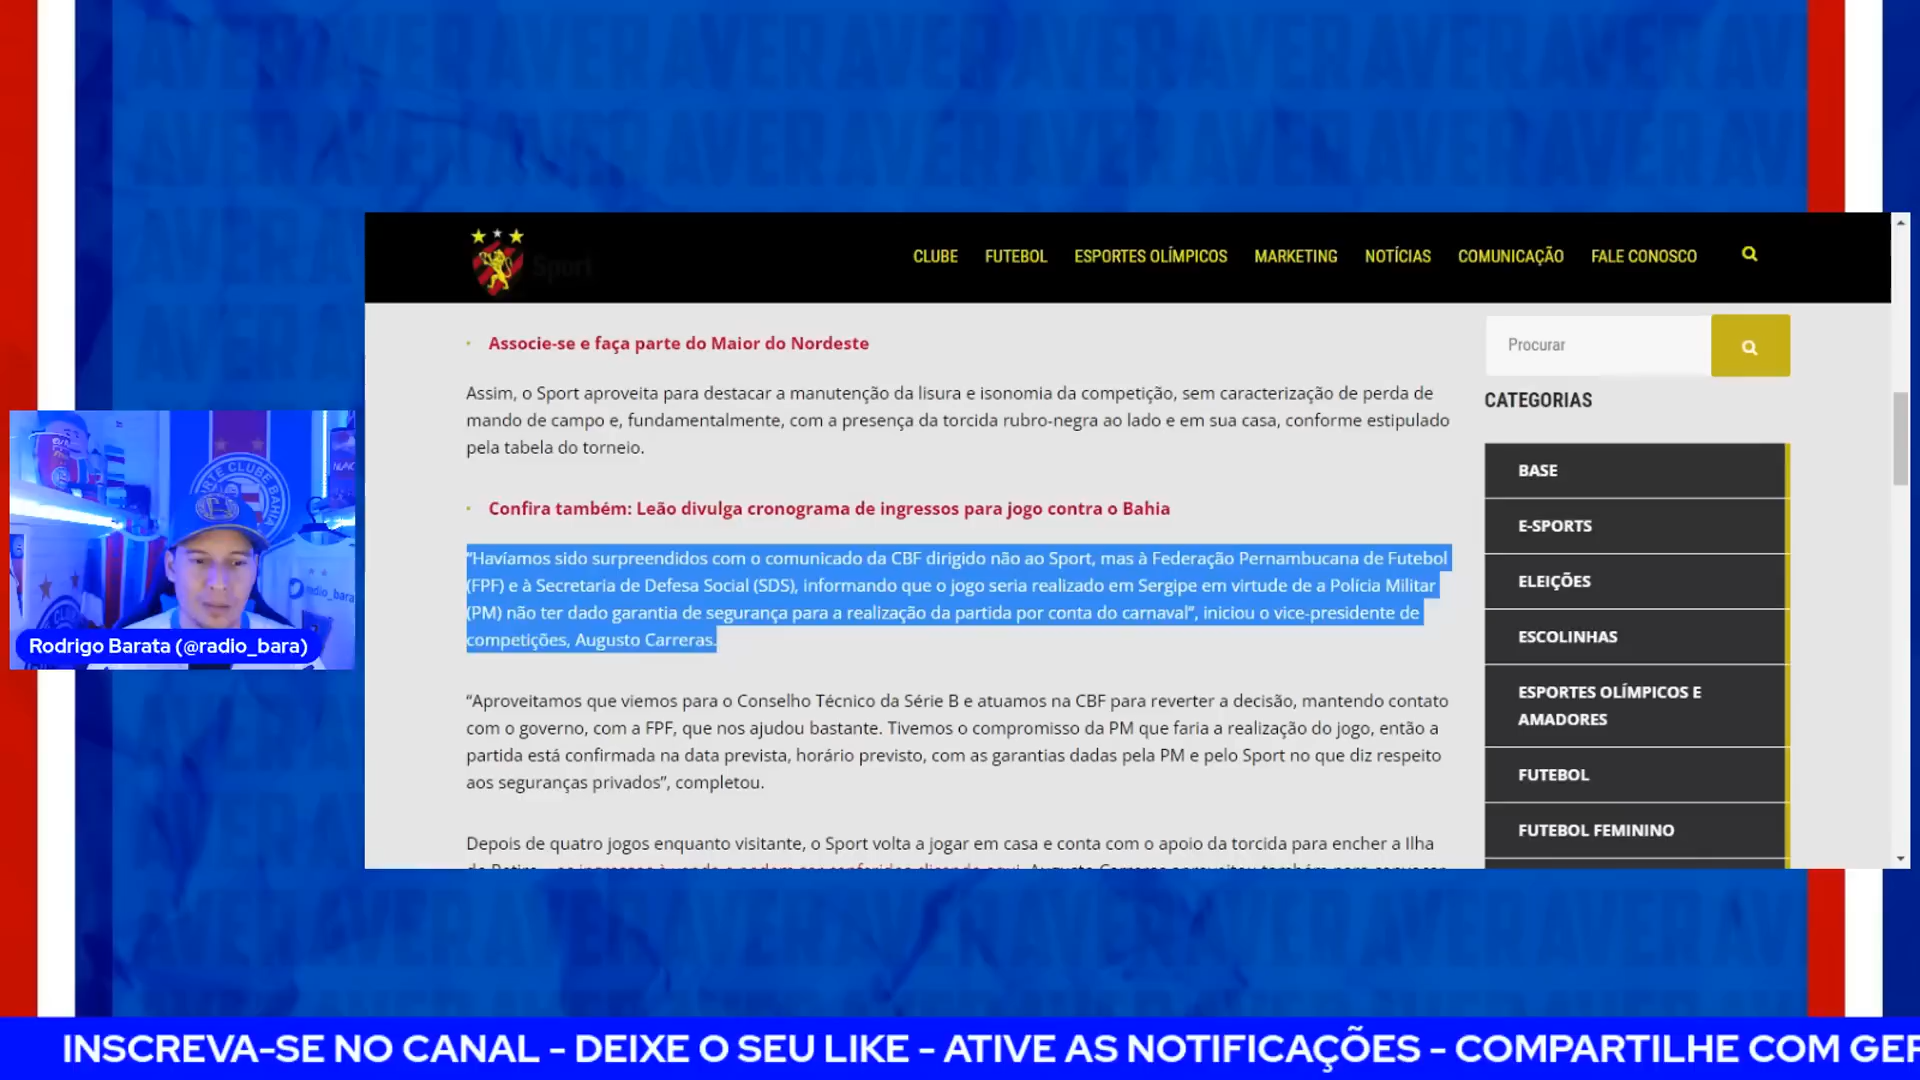 Sport
CLUBE FUTEBOL ESPORTES OLÍMPICOS MARKETING NOTÍCIAS COMUNICAÇÃO FALE CONOSCO
Associe-se e faça parte do Maior do Nordeste
Assim, o Sport aproveita para destacar a manutenção da lisura e isonomia da competição, sem caracterização de perda de
mando de campo e, fundamentalmente, com a presença da torcida rubro-negra ao lado e em sua casa, conforme estipulado
pela tabela do torneio.
Confira também: Leão divulga cronograma de ingressos para jogo contra o Bahia
“Havíamos sido surpreendidos com o comunicado da CBF dirigido não ao Sport, mas à Federação Pernambucana de Futebol
(FPF) e à Secretaria de Defesa Social (SDS), informando que o jogo seria realizado em Sergipe em virtude de a Polícia Militar
(PM) não ter dado garantia de segurança para a realização da partida por conta do carnaval”, iniciou o vice-presidente de
competições, Augusto Carreras.
“Aproveitamos que viemos para o Conselho Técnico da Série B e atuamos na CBF para reverter a decisão, mantendo contato
com o governo, com a FPF, que nos ajudou bastante. Tivemos o compromisso da PM que faria a realização do jogo, então a
partida está confirmada na data prevista, horário previsto, com as garantias dadas pela PM e pelo Sport no que diz respeito
aos seguranças privados”, completou.
Depois de quatro jogos enquanto visitante, o Sport volta a jogar em casa e conta com o apoio da torcida para encher a Ilha
Procurar
CATEGORIAS
BASE
E-SPORTS
ELEIÇÕES
ESCOLINHAS
ESPORTES OLÍMPICOS E
AMADORES
FUTEBOL
FUTEBOL FEMININO
RTE CLUBE BAHIA
@radio_bara
Rodrigo Barata (@radio_bara)
INSCREVA-SE NO CANAL - DEIXE O SEU LIKE - ATIVE AS NOTIFICAÇÕES - COMPARTILHE COM GER